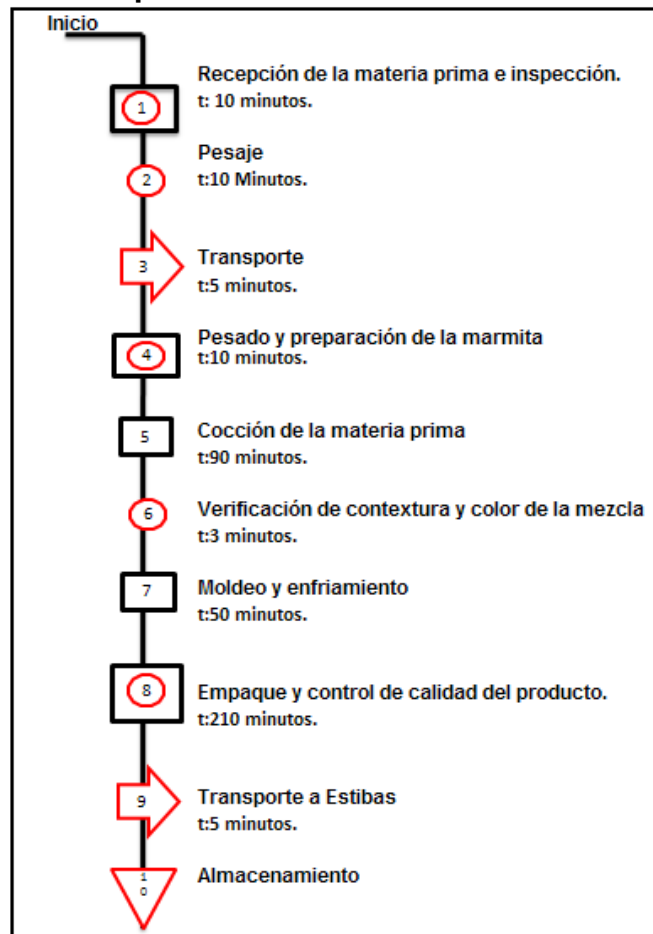 Inicio
1
Recepción de la materia prima e inspección.
t: 10 minutos.
2
Pesaje
t:10 Minutos.
3
Transporte
t:5 minutos.
4
Pesado y preparación de la marmita
t:10 minutos.
5
Cocción de la materia prima
t:90 minutos.
6
Verificación de contextura y color de la mezcla
t:3 minutos.
7
Moldeo y enfriamiento
t:50 minutos.
8
Empaque y control de calidad del producto.
t:210 minutos.
9
Transporte a Estibas
t:5 minutos.
10
Almacenamiento